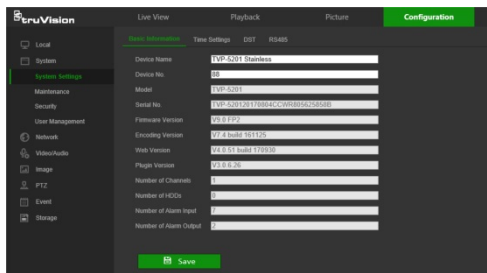 truVision
Live View
Playback
Picture
Configuration
Local
System
System Settings
Maintenance
Security
User Management
Network
Video/Audio
Image
PTZ
Event
Storage
Basic Information
Time Settings
DST
RS485
Device Name TVP-5201 Stainless
Device No. 88
Model TVP-5201
Serial No. TVP-520120170804CCWR805625858B
Firmware Version V9.0 FP2
Encoding Version V7.4 build 161125
Web Version V4.0.51 build 170930
Plugin Version V3.0.6.26
Number of Channels 1
Number of HDDs 0
Number of Alarm Input 7
Number of Alarm Output 2
Save